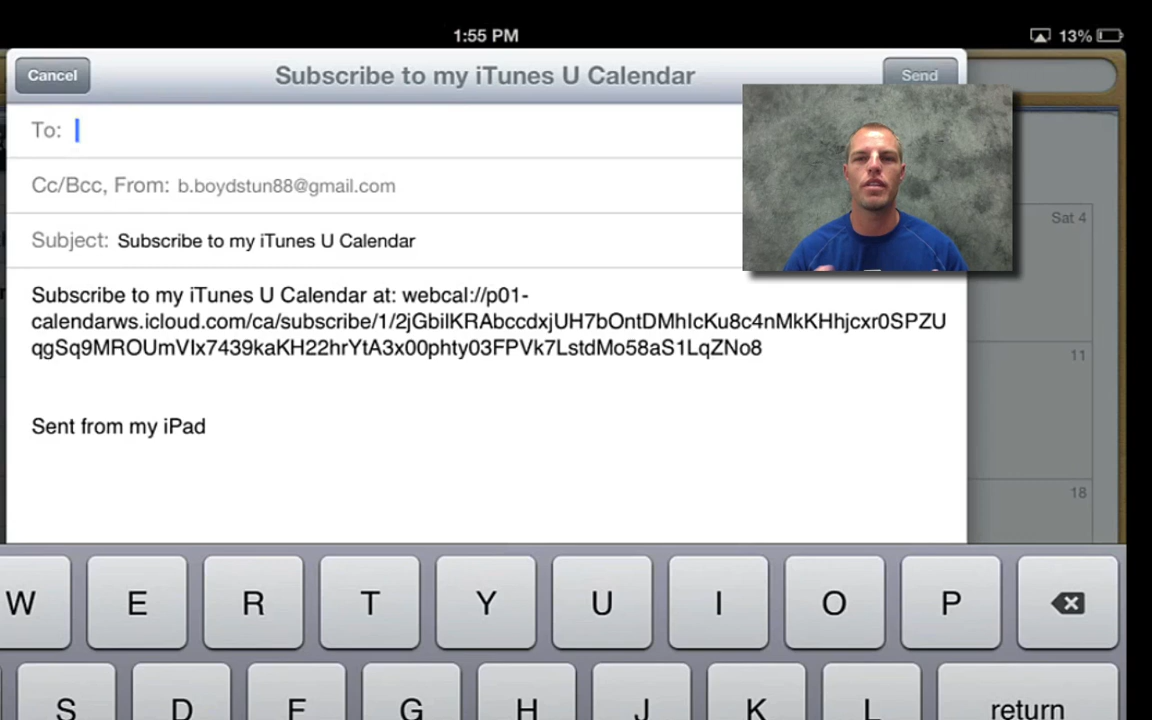 1:55 PM
13%
Cancel
Subscribe to my iTunes U Calendar
Send
To:
Cc/Bcc, From: b.boydstun88@gmail.com
Subject: Subscribe to my iTunes U Calendar
Sat 4
Subscribe to my iTunes U Calendar at: webcal://p01-
calendarws.icloud.com/ca/subscribe/1/2jGbilKRAbccdxjUH7bOntDMhIcKu8c4nMkKHhjcxr0SPZU
qgSq9MROUmVIx7439kaKH22hrYtA3x00phty03FPVk7LstdMo58aS1LqZNo8
11
Sent from my iPad
18
W E R T Y U I O P
S D F G H J K L return